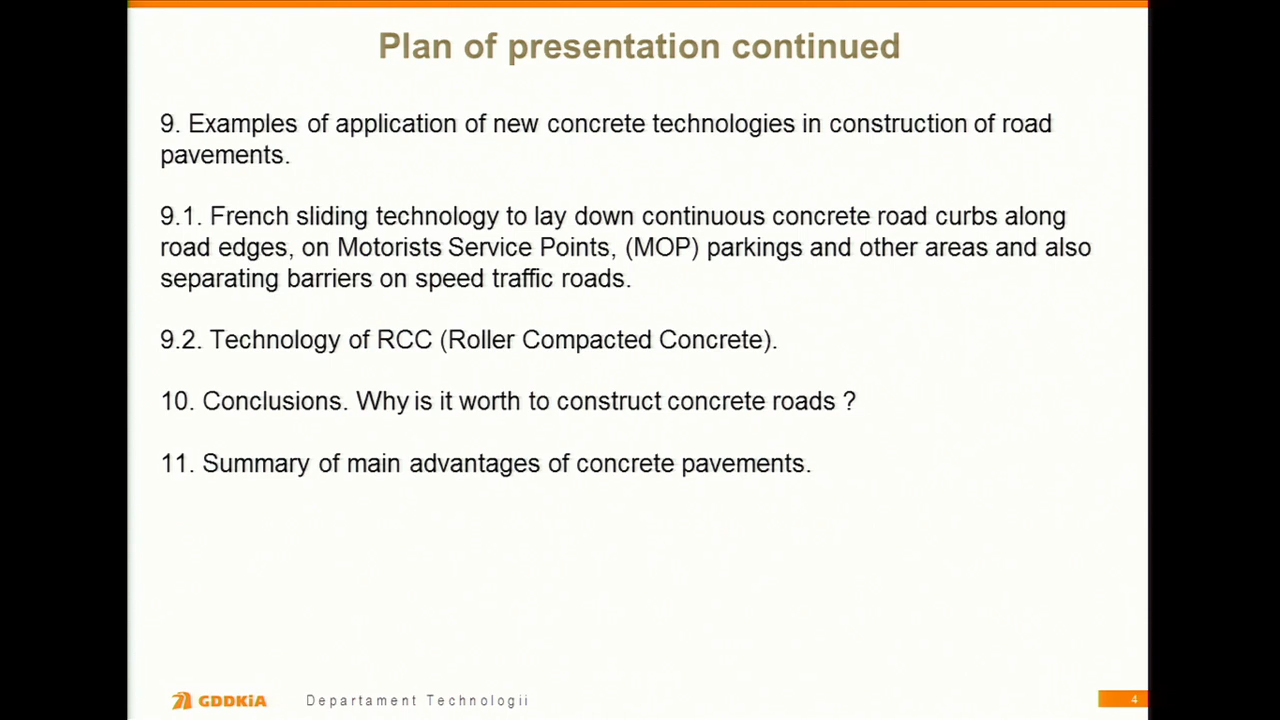 Plan of presentation continued
9. Examples of application of new concrete technologies in construction of road
pavements.
9.1. French sliding technology to lay down continuous concrete road curbs along
road edges, on Motorists Service Points, (MOP) parkings and other areas and also
separating barriers on speed traffic roads.
9.2. Technology of RCC (Roller Compacted Concrete).
10. Conclusions. Why is it worth to construct concrete roads ?
11. Summary of main advantages of concrete pavements.
GDDKiA Departament Technologii 4